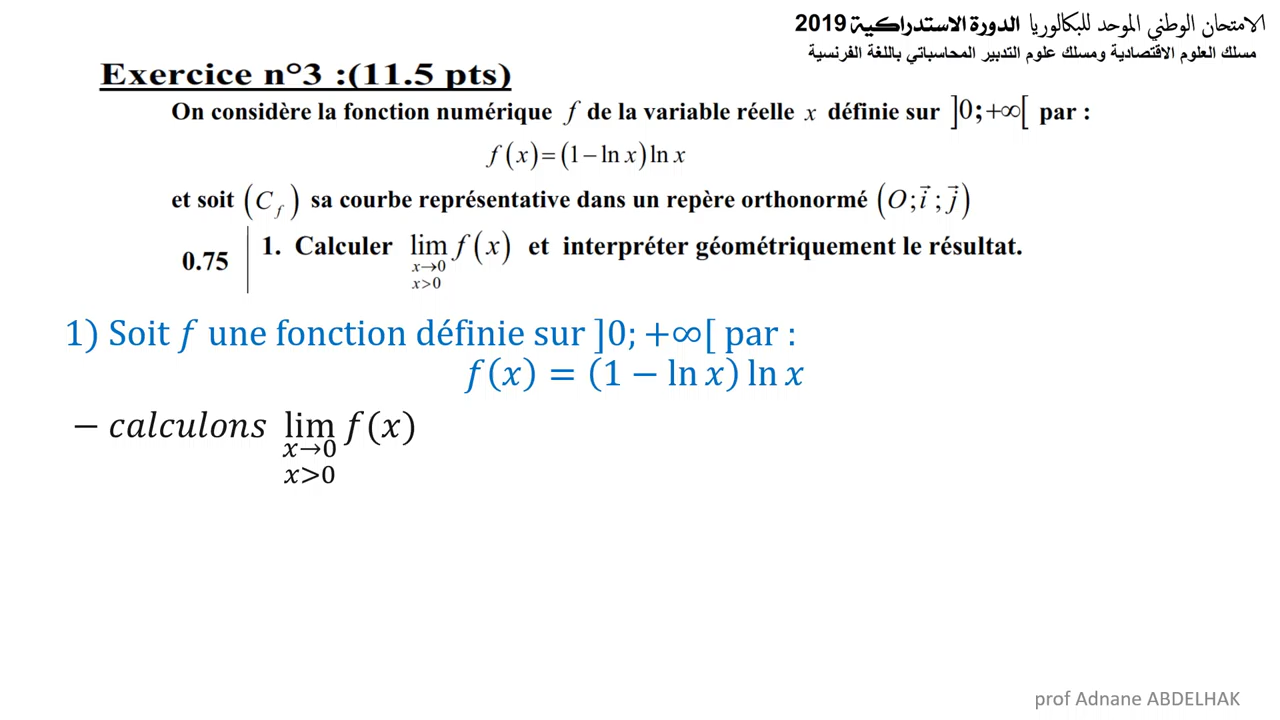 الامتحان الوطني الموحد للبكالوريا الدورة الاستدراكية 2019
مسلك العلوم الاقتصادية ومسلك علوم التدبير المحاسباتي باللغة الفرنسية
Exercice n°3 :(11.5 pts)
On considère la fonction numérique f de la variable réelle x définie sur ]0;+∞[ par :
f(x)=(1−ln x)ln x
et soit (C_f) sa courbe représentative dans un repère orthonormé (O;i⃗;j⃗)
0.75 | 1. Calculer lim f(x) et interpréter géométriquement le résultat.
x→0
x>0
1) Soit f une fonction définie sur ]0; +∞[ par :
f(x) = (1 − ln x) ln x
− calculons lim f(x)
x→0
x>0
prof Adnane ABDELHAK